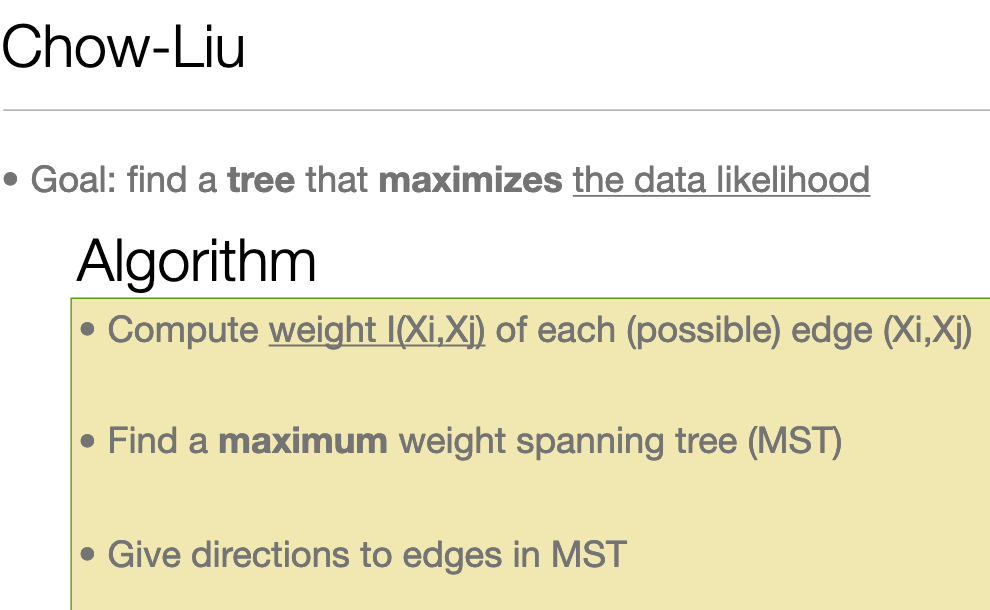 Chow-Liu
• Goal: find a tree that maximizes the data likelihood
Algorithm
• Compute weight I(Xi,Xj) of each (possible) edge (Xi,Xj)
• Find a maximum weight spanning tree (MST)
• Give directions to edges in MST